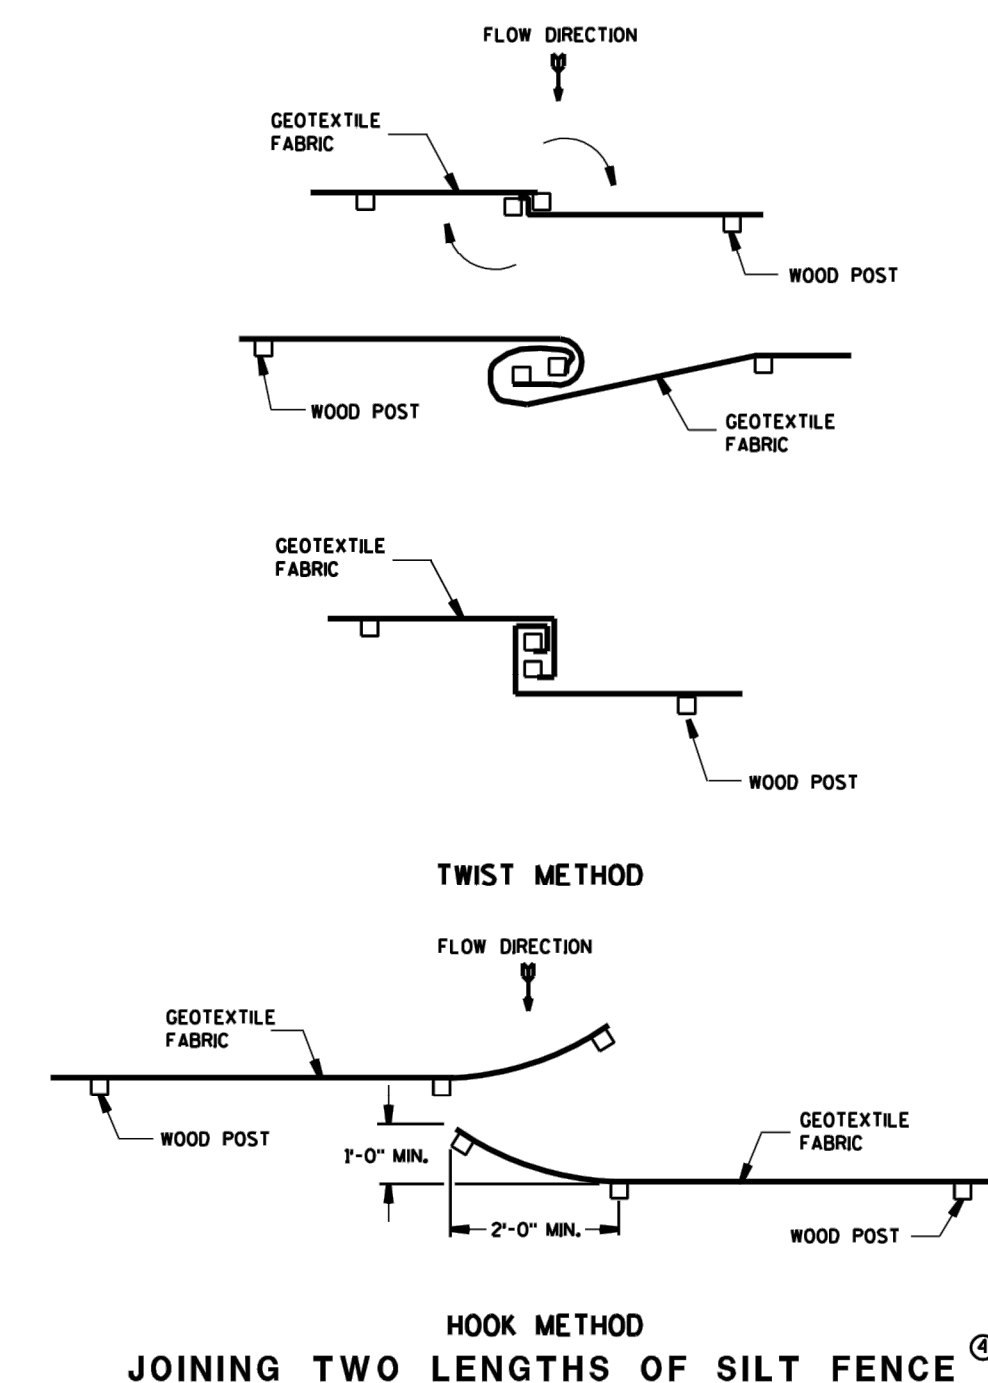 FLOW DIRECTION
GEOTEXTILE
FABRIC
WOOD POST
WOOD POST
GEOTEXTILE
FABRIC
GEOTEXTILE
FABRIC
WOOD POST
TWIST METHOD
FLOW DIRECTION
GEOTEXTILE
FABRIC
WOOD POST
GEOTEXTILE
FABRIC
1'-0" MIN.
2'-0" MIN.
WOOD POST
HOOK METHOD
JOINING TWO LENGTHS OF SILT FENCE ④